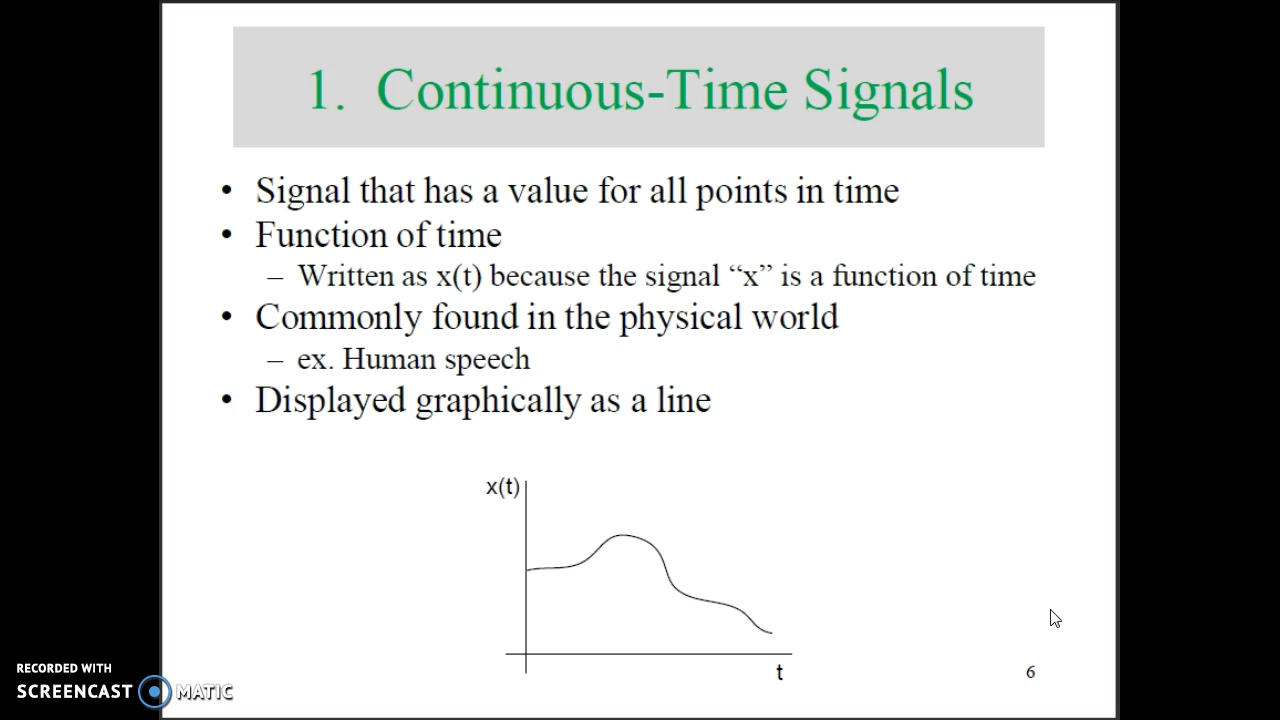 1. Continuous-Time Signals
• Signal that has a value for all points in time
• Function of time
– Written as x(t) because the signal “x” is a function of time
• Commonly found in the physical world
– ex. Human speech
• Displayed graphically as a line
x(t)
t
6
RECORDED WITH
SCREENCAST MATIC